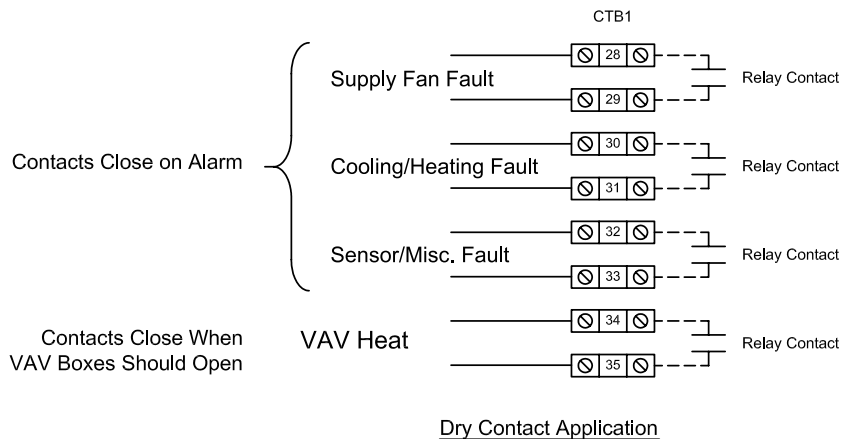 CTB1
28
Supply Fan Fault
Relay Contact
29
30
Contacts Close on Alarm
Cooling/Heating Fault
Relay Contact
31
32
Sensor/Misc. Fault
Relay Contact
33
34
Contacts Close When
VAV Boxes Should Open
VAV Heat
Relay Contact
35
Dry Contact Application